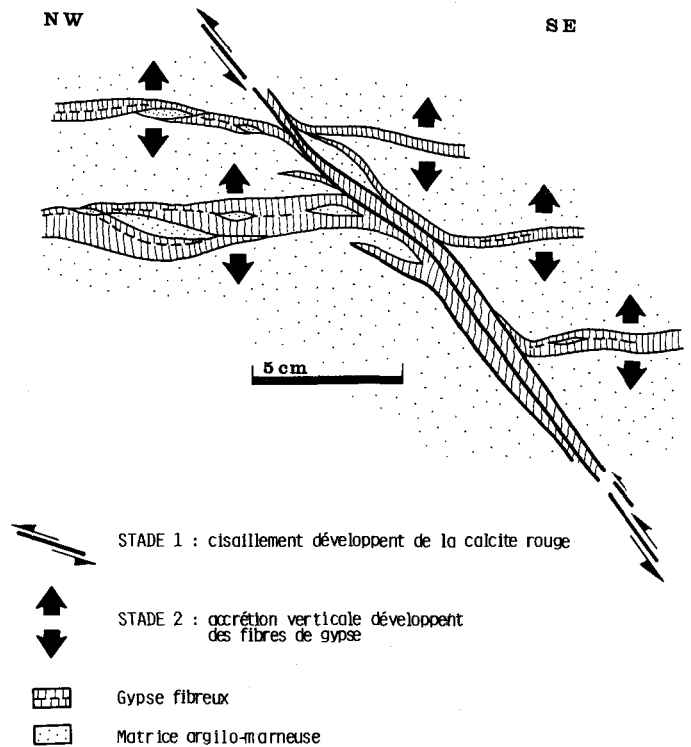 NW
SE
5 cm
STADE 1 : cisaillement développent de la calcite rouge
STADE 2 : accrétion verticale développent
des fibres de gypse
Gypse fibreux
Matrice argilo-marneuse